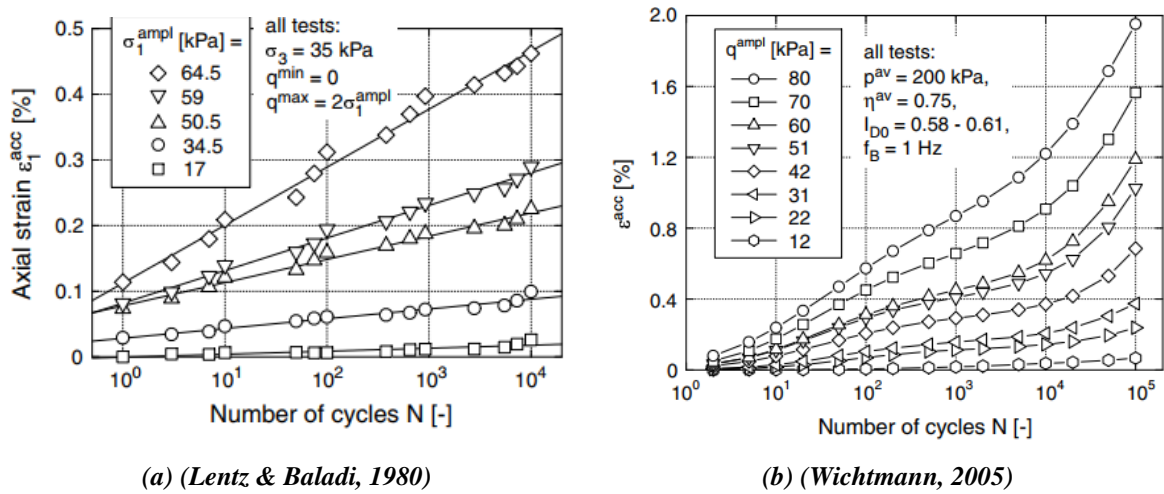 0.5
0.4
0.3
0.2
0.1
0
Axial strain ε₁ᵃᶜᶜ [%]
σ₁ᵃᵐᵖˡ [kPa] =
64.5
59
50.5
34.5
17
all tests:
σ₃ = 35 kPa
qᵐⁱⁿ = 0
qᵐᵃˣ = 2σ₁ᵃᵐᵖˡ
10⁰ 10¹ 10² 10³ 10⁴
Number of cycles N [-]
(a) (Lentz & Baladi, 1980)
2.0
1.6
1.2
0.8
0.4
0
εᵃᶜᶜ [%]
qᵃᵐᵖˡ [kPa] =
80
70
60
51
42
31
22
12
all tests:
pᵃᵛ = 200 kPa,
ηᵃᵛ = 0.75,
I_D0 = 0.58 - 0.61,
f_B = 1 Hz
10⁰ 10¹ 10² 10³ 10⁴ 10⁵
Number of cycles N [-]
(b) (Wichtmann, 2005)